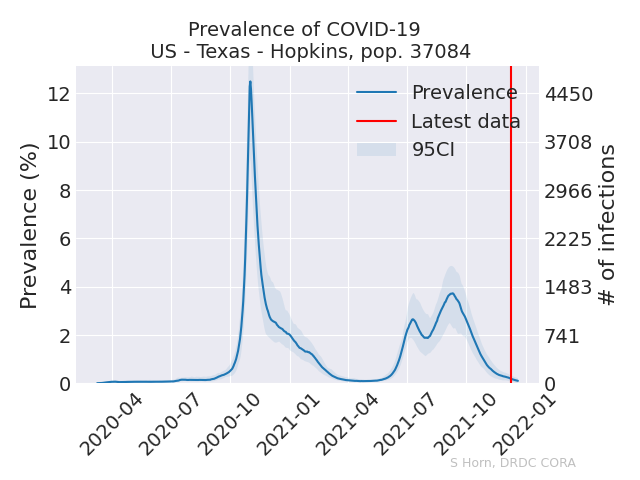 Prevalence of COVID-19
US - Texas - Hopkins, pop. 37084
Prevalence (%)
12
10
8
6
4
2
0
Prevalence
Latest data
95CI
4450
3708
2966
2225
1483
741
0
# of infections
2020-04
2020-07
2020-10
2021-01
2021-04
2021-07
2021-10
2022-01
S Horn, DRDC CORA